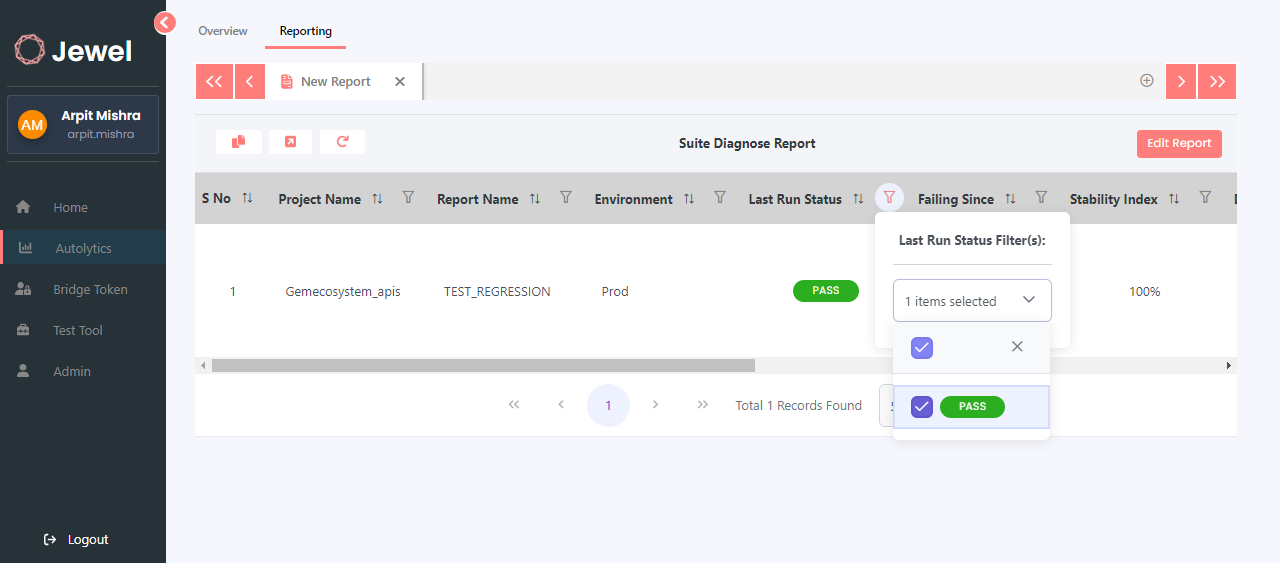 Jewel
AM
Arpit Mishra
arpit.mishra
Home
Autolytics
Bridge Token
Test Tool
Admin
Logout
Overview
Reporting
New Report
Suite Diagnose Report
Edit Report
S No
Project Name
Report Name
Environment
Last Run Status
Failing Since
Stability Index
1
Gemecosystem_apis
TEST_REGRESSION
Prod
PASS
100%
Last Run Status Filter(s):
1 items selected
PASS
1
Total 1 Records Found